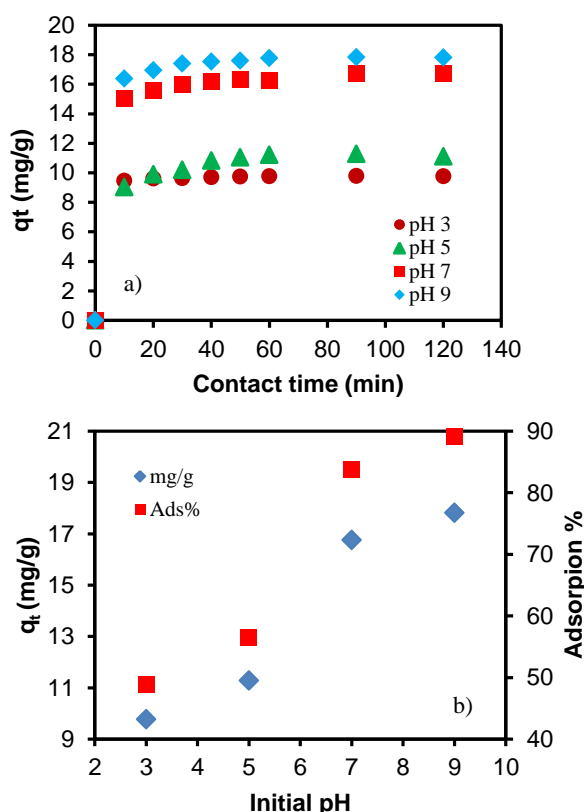 20
18
16
14
12
10
8
6
4
2
0
qt (mg/g)
a)
pH 3
pH 5
pH 7
pH 9
0 20 40 60 80 100 120 140
Contact time (min)
21
19
17
15
13
11
9
qt (mg/g)
mg/g
Ads%
b)
90
80
70
60
50
40
Adsorpion %
2 3 4 5 6 7 8 9 10
Initial pH